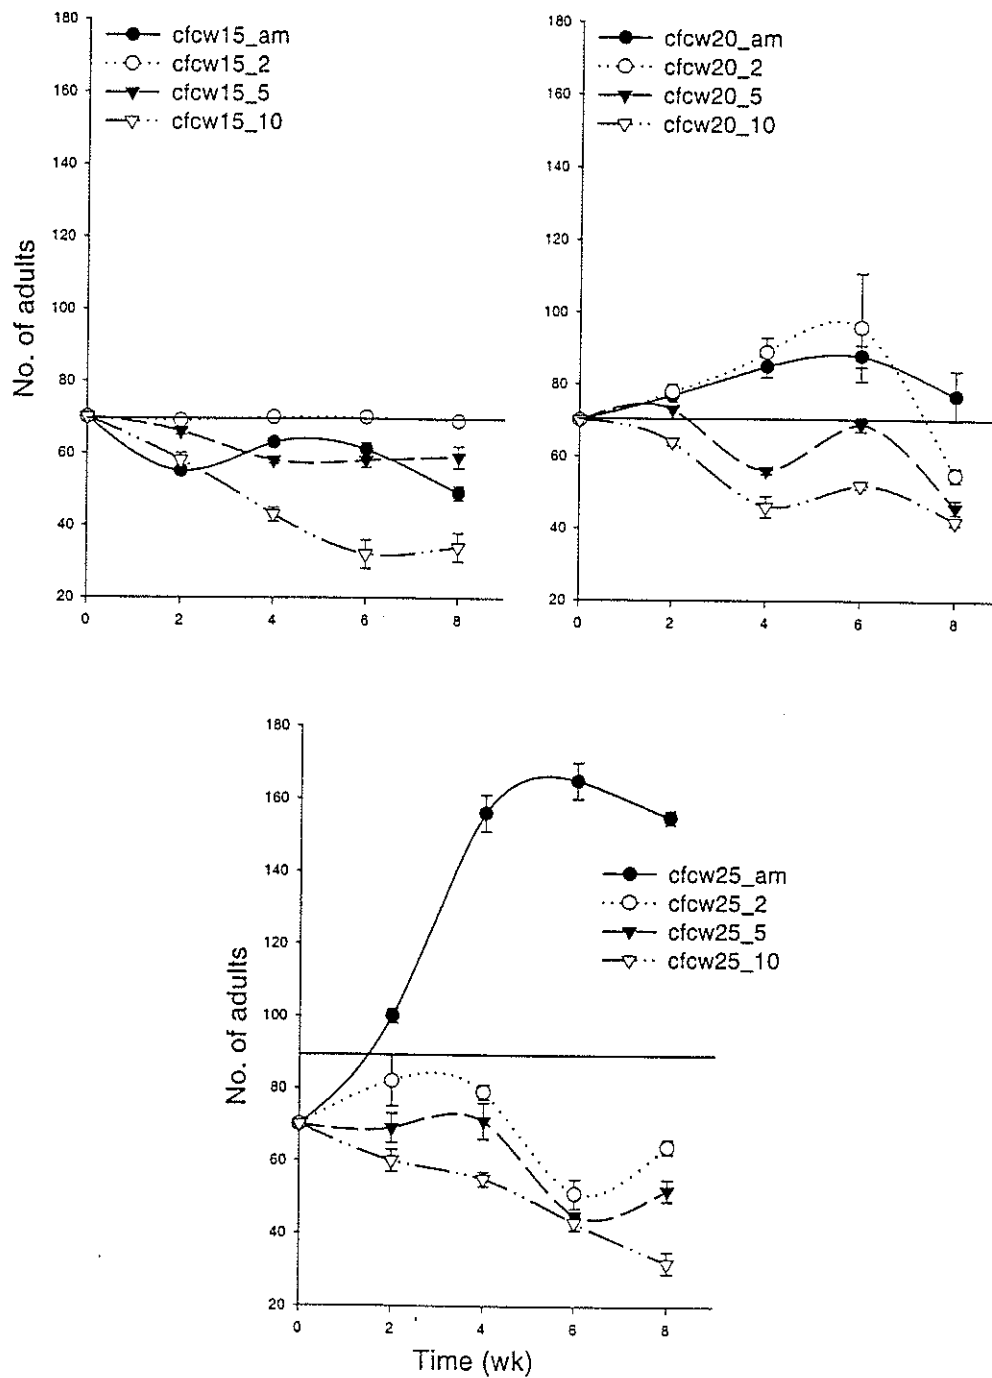 180
160
140
120
100
80
60
40
20
No. of adults
cfcw15_am
cfcw15_2
cfcw15_5
cfcw15_10
0 2 4 6 8
180
160
140
120
100
80
60
40
20
cfcw20_am
cfcw20_2
cfcw20_5
cfcw20_10
0 2 4 6 8
180
160
140
120
100
80
60
40
20
No. of adults
cfcw25_am
cfcw25_2
cfcw25_5
cfcw25_10
0 2 4 6 8
Time (wk)